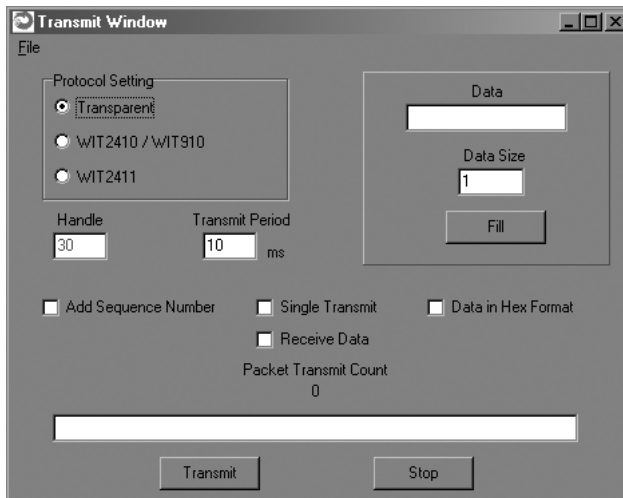 Transmit Window
File
Protocol Setting
Transparent
WIT2410 / WIT910
WIT2411
Data
Data Size
1
Fill
Handle
30
Transmit Period
10 ms
Add Sequence Number
Single Transmit
Data in Hex Format
Receive Data
Packet Transmit Count
0
Transmit
Stop